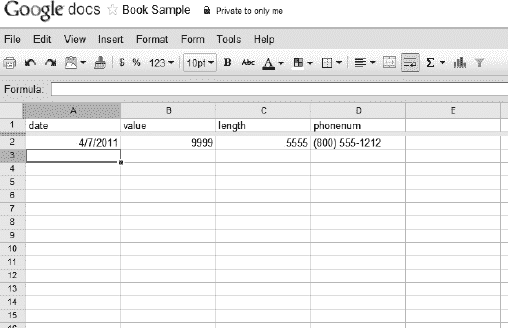 Google docs Book Sample Private to only me
File Edit View Insert Format Form Tools Help
$ % 123 10pt B Abc A Σ
Formula:
A B C D E
1 date value length phonenum
2 4/7/2011 9999 5555 (800) 555-1212
3
4
5
6
7
8
9
10
11
12
13
14
15
16